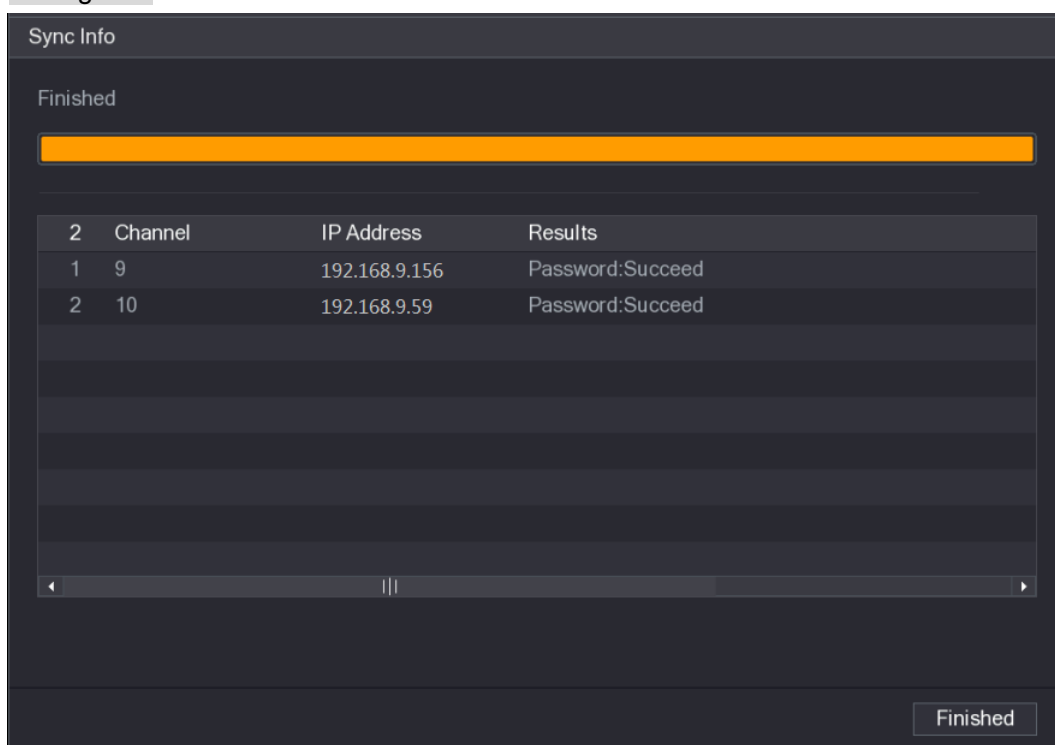 Sync Info
Finished
2 Channel IP Address Results
1 9 192.168.9.156 Password:Succeed
2 10 192.168.9.59 Password:Succeed
Finished